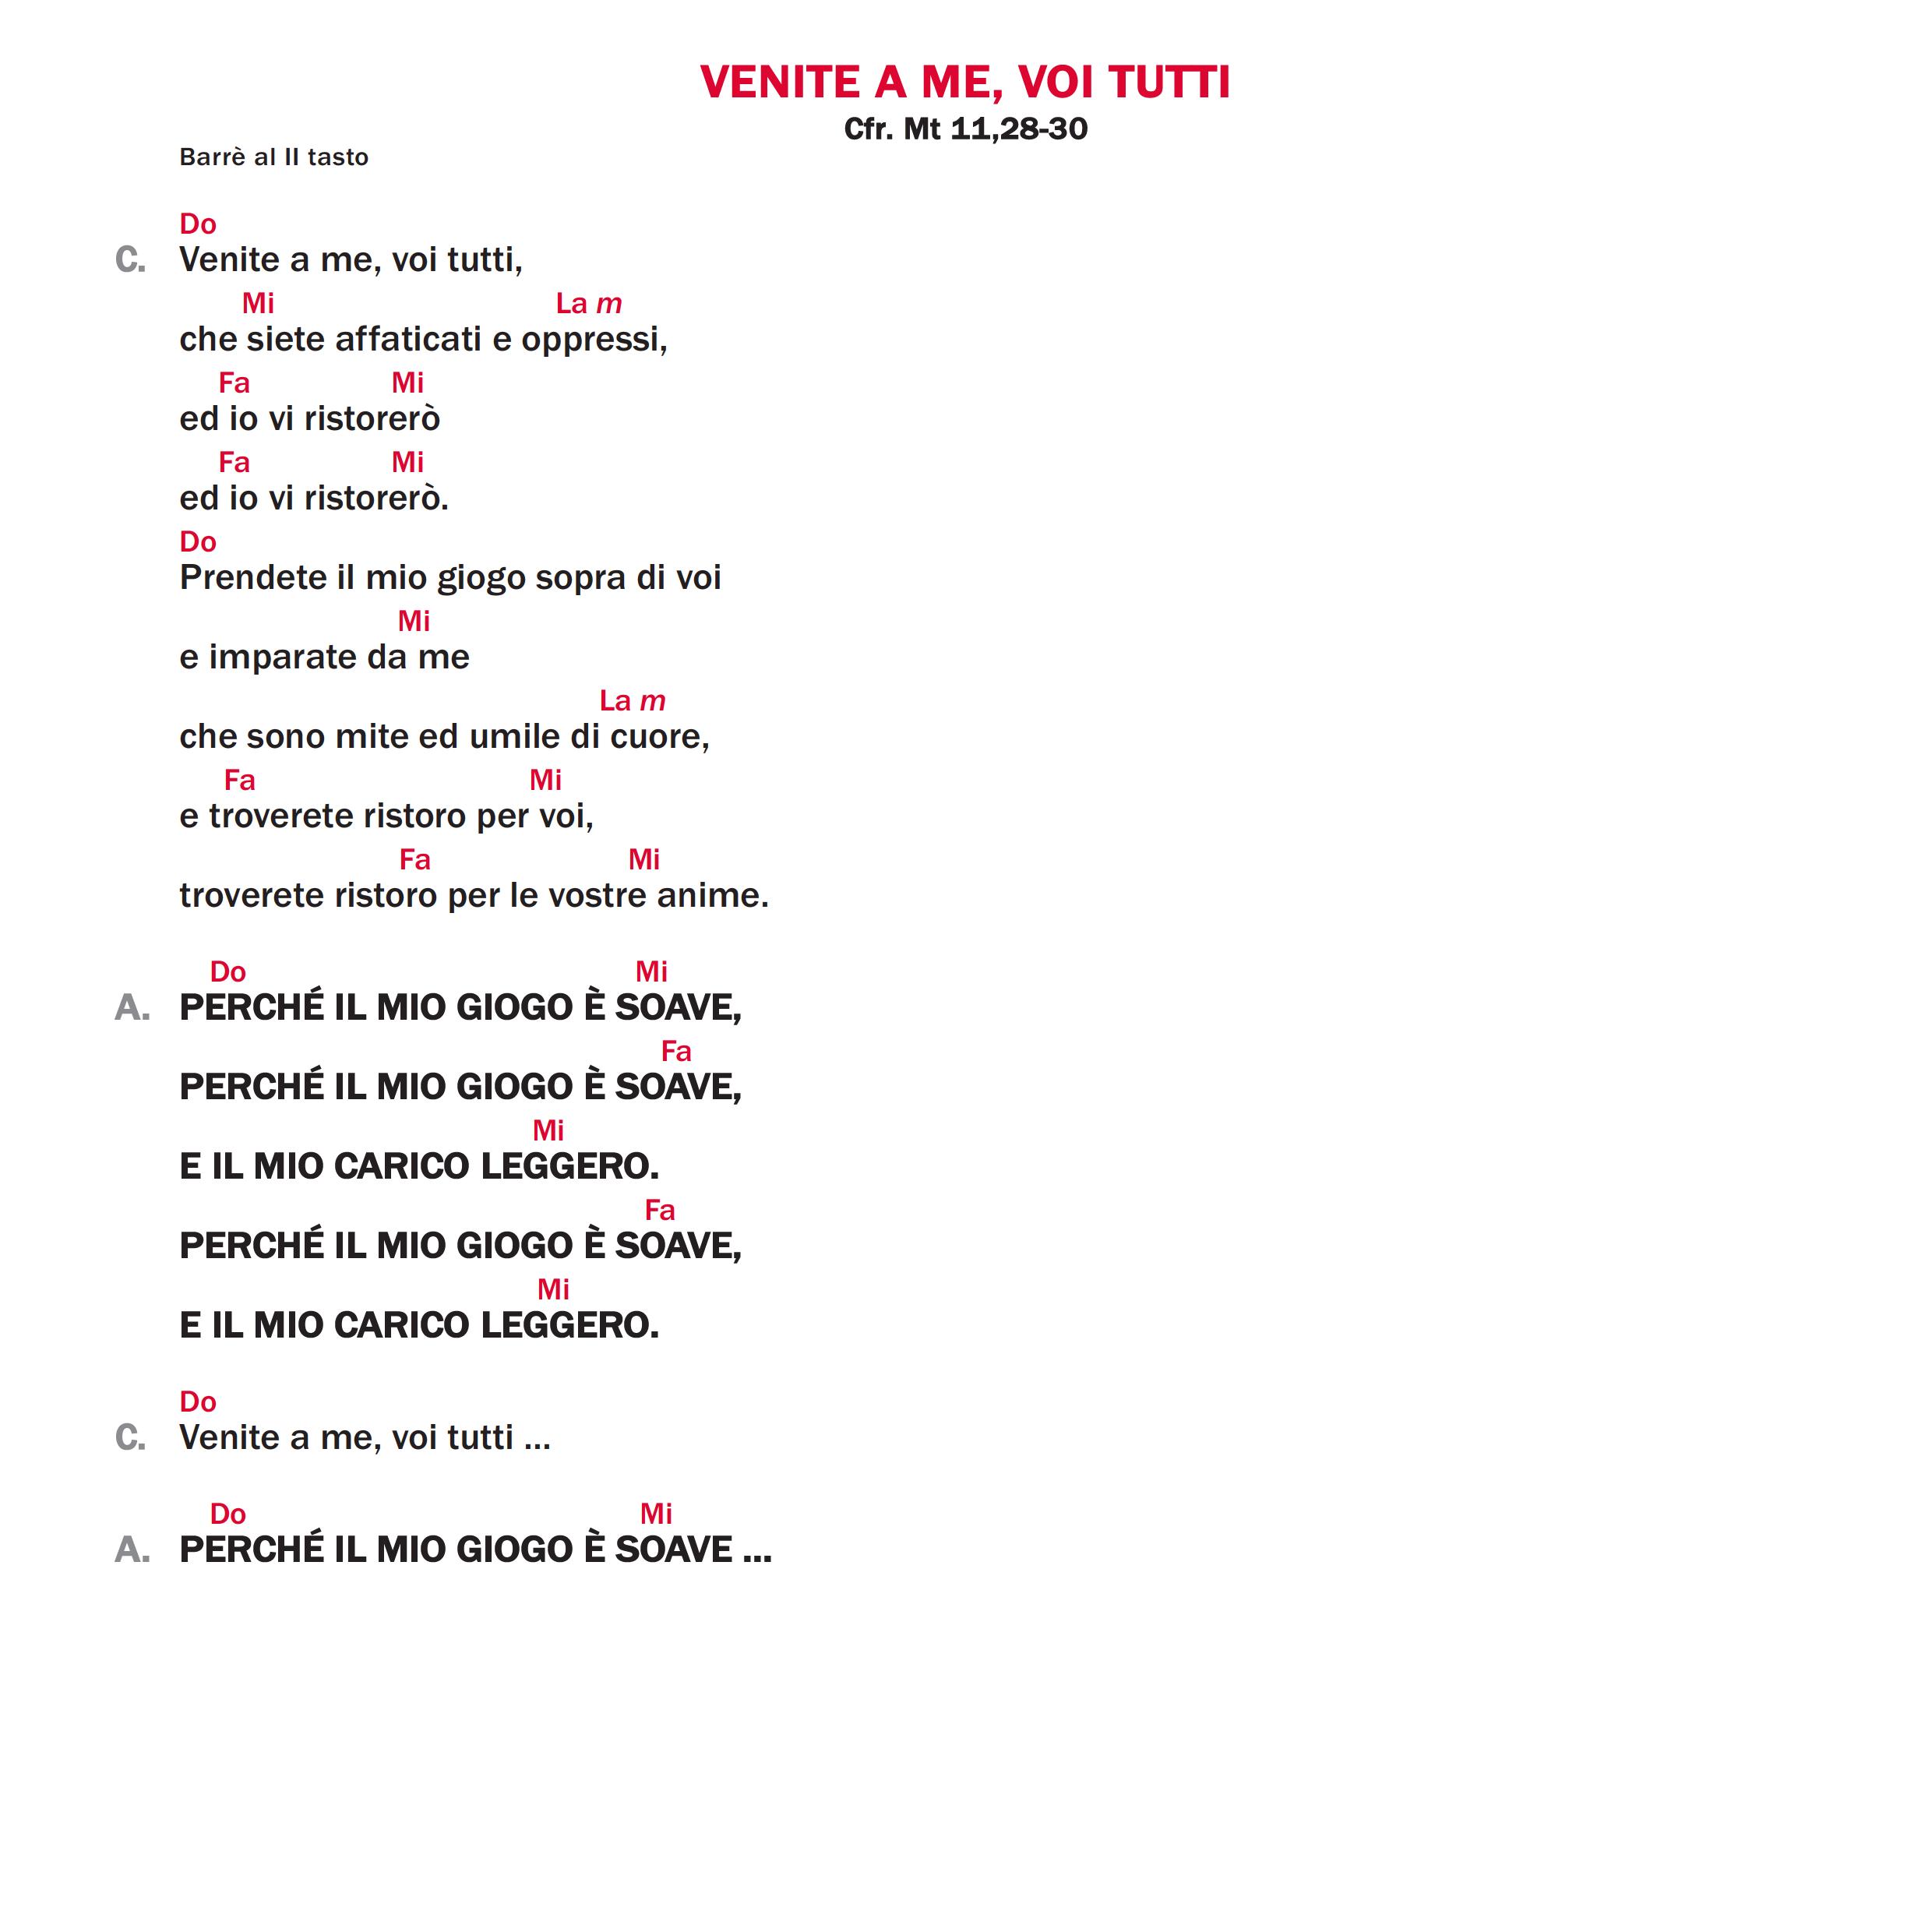 VENITE A ME, VOI TUTTI
Cfr. Mt 11,28-30
Barrè al II tasto
Do
C. Venite a me, voi tutti,
Mi La m
che siete affaticati e oppressi,
Fa Mi
ed io vi ristorerò
Fa Mi
ed io vi ristorerò.
Do
Prendete il mio giogo sopra di voi
Mi
e imparate da me
La m
che sono mite ed umile di cuore,
Fa Mi
e troverete ristoro per voi,
Fa Mi
troverete ristoro per le vostre anime.
Do Mi
A. PERCHÉ IL MIO GIOGO È SOAVE,
Fa
PERCHÉ IL MIO GIOGO È SOAVE,
Mi
E IL MIO CARICO LEGGERO.
Fa
PERCHÉ IL MIO GIOGO È SOAVE,
Mi
E IL MIO CARICO LEGGERO.
Do
C. Venite a me, voi tutti ...
Do Mi
A. PERCHÉ IL MIO GIOGO È SOAVE ...